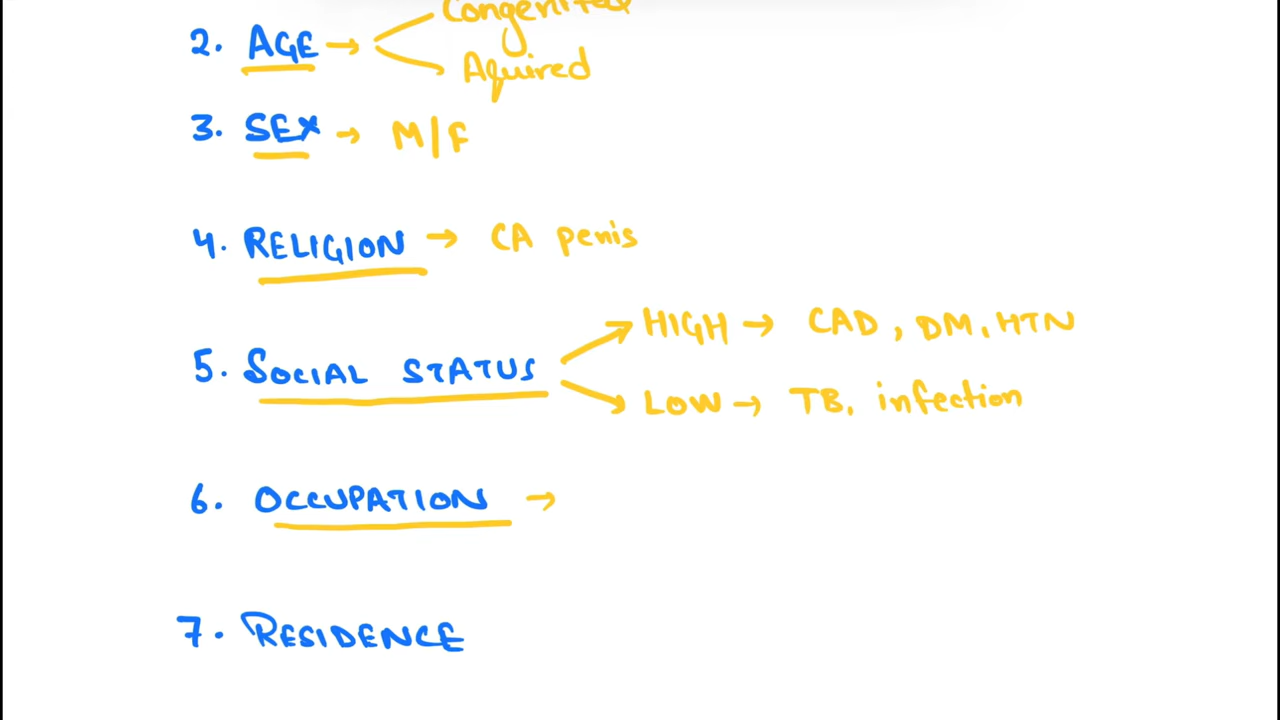 Congenital
2. AGE →
Aquired
3. SEX → M/F
4. RELIGION → CA penis
HIGH → CAD, DM, HTN
5. SOCIAL STATUS
LOW → TB, infection
6. OCCUPATION →
7. RESIDENCE